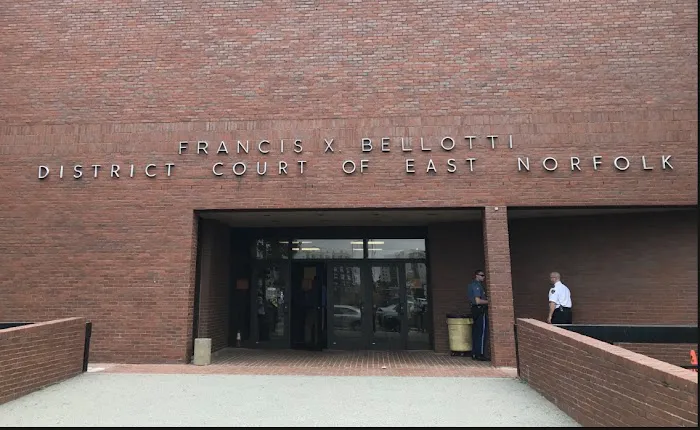 FRANCIS X. BELLOTTI
DISTRICT COURT OF EAST NORFOLK